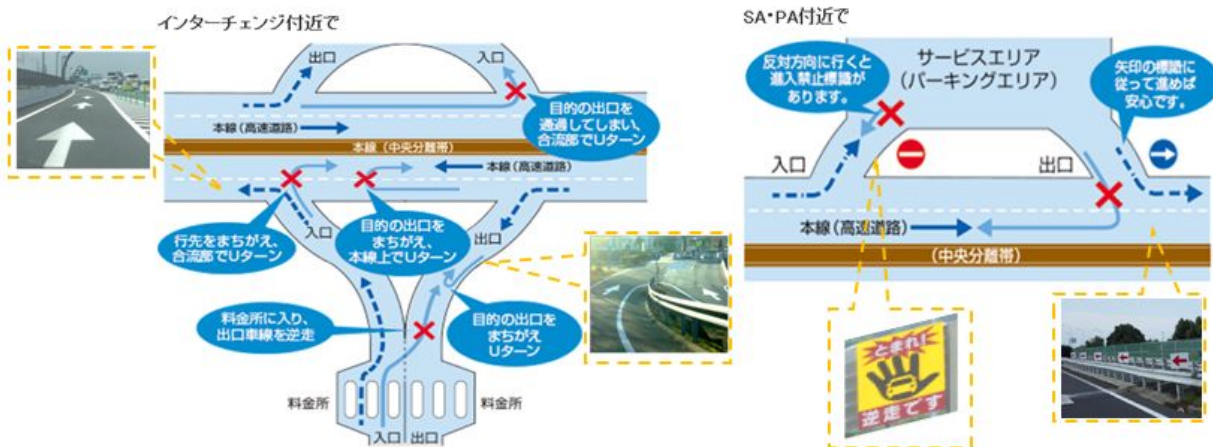 インターチェンジ付近で
出口
入口
目的の出口を
通過してしまい、
合流部でUターン
本線(高速道路)
本線(中央分離帯)
本線(高速道路)
行先をまちがえ、
合流部でUターン
入口
目的の出口を
まちがえ、
本線上でUターン
出口
料金所に入り、
出口車線を逆走
目的の出口を
まちがえ
Uターン
料金所
料金所
入口
出口
SA・PA付近で
反対方向に行くと
進入禁止標識が
あります。
サービスエリア
(パーキングエリア)
矢印の標識に
従って進めば
安心です。
入口
出口
本線(高速道路)
(中央分離帯)
とまれ!
逆走です